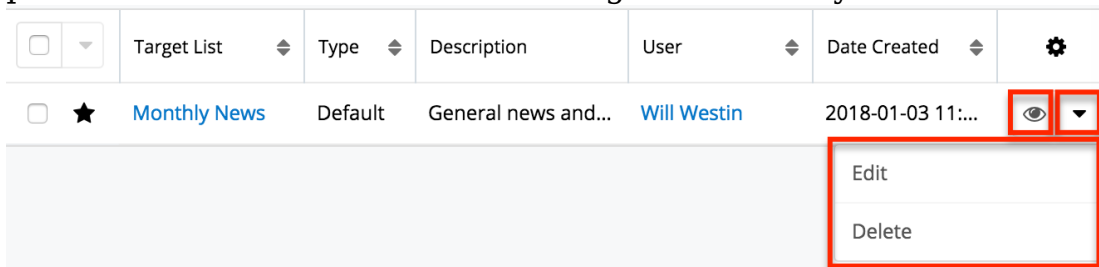 Target List Type Description User Date Created
Monthly News Default General news and... Will Westin 2018-01-03 11:...
Edit
Delete